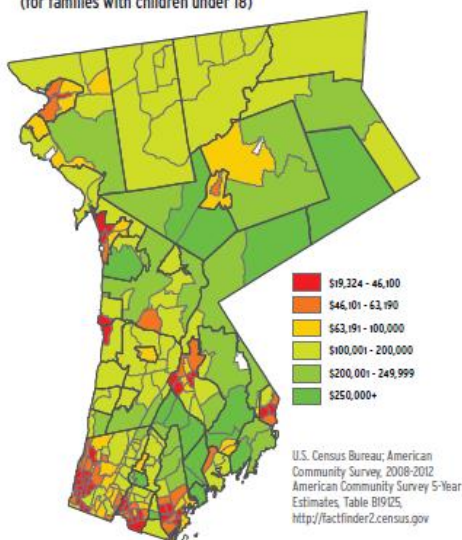 (for families with children under 18)
$19,324 - 46,100
$46,101 - 63,190
$63,191 - 100,000
$100,001 - 200,000
$200,001 - 249,999
$250,000+
U.S. Census Bureau; American
Community Survey, 2008-2012
American Community Survey 5-Year
Estimates, Table B19125,
http://factfinder2.census.gov